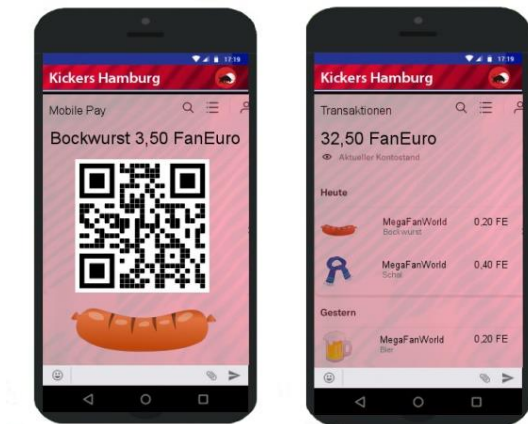 17:19
Kickers Hamburg
Mobile Pay
Bockwurst 3,50 FanEuro
17:19
Kickers Hamburg
Transaktionen
32,50 FanEuro
Aktueller Kontostand
Heute
MegaFanWorld 0,20 FE
Bockwurst
MegaFanWorld 0,40 FE
Schal
Gestern
MegaFanWorld 0,20 FE
Bier